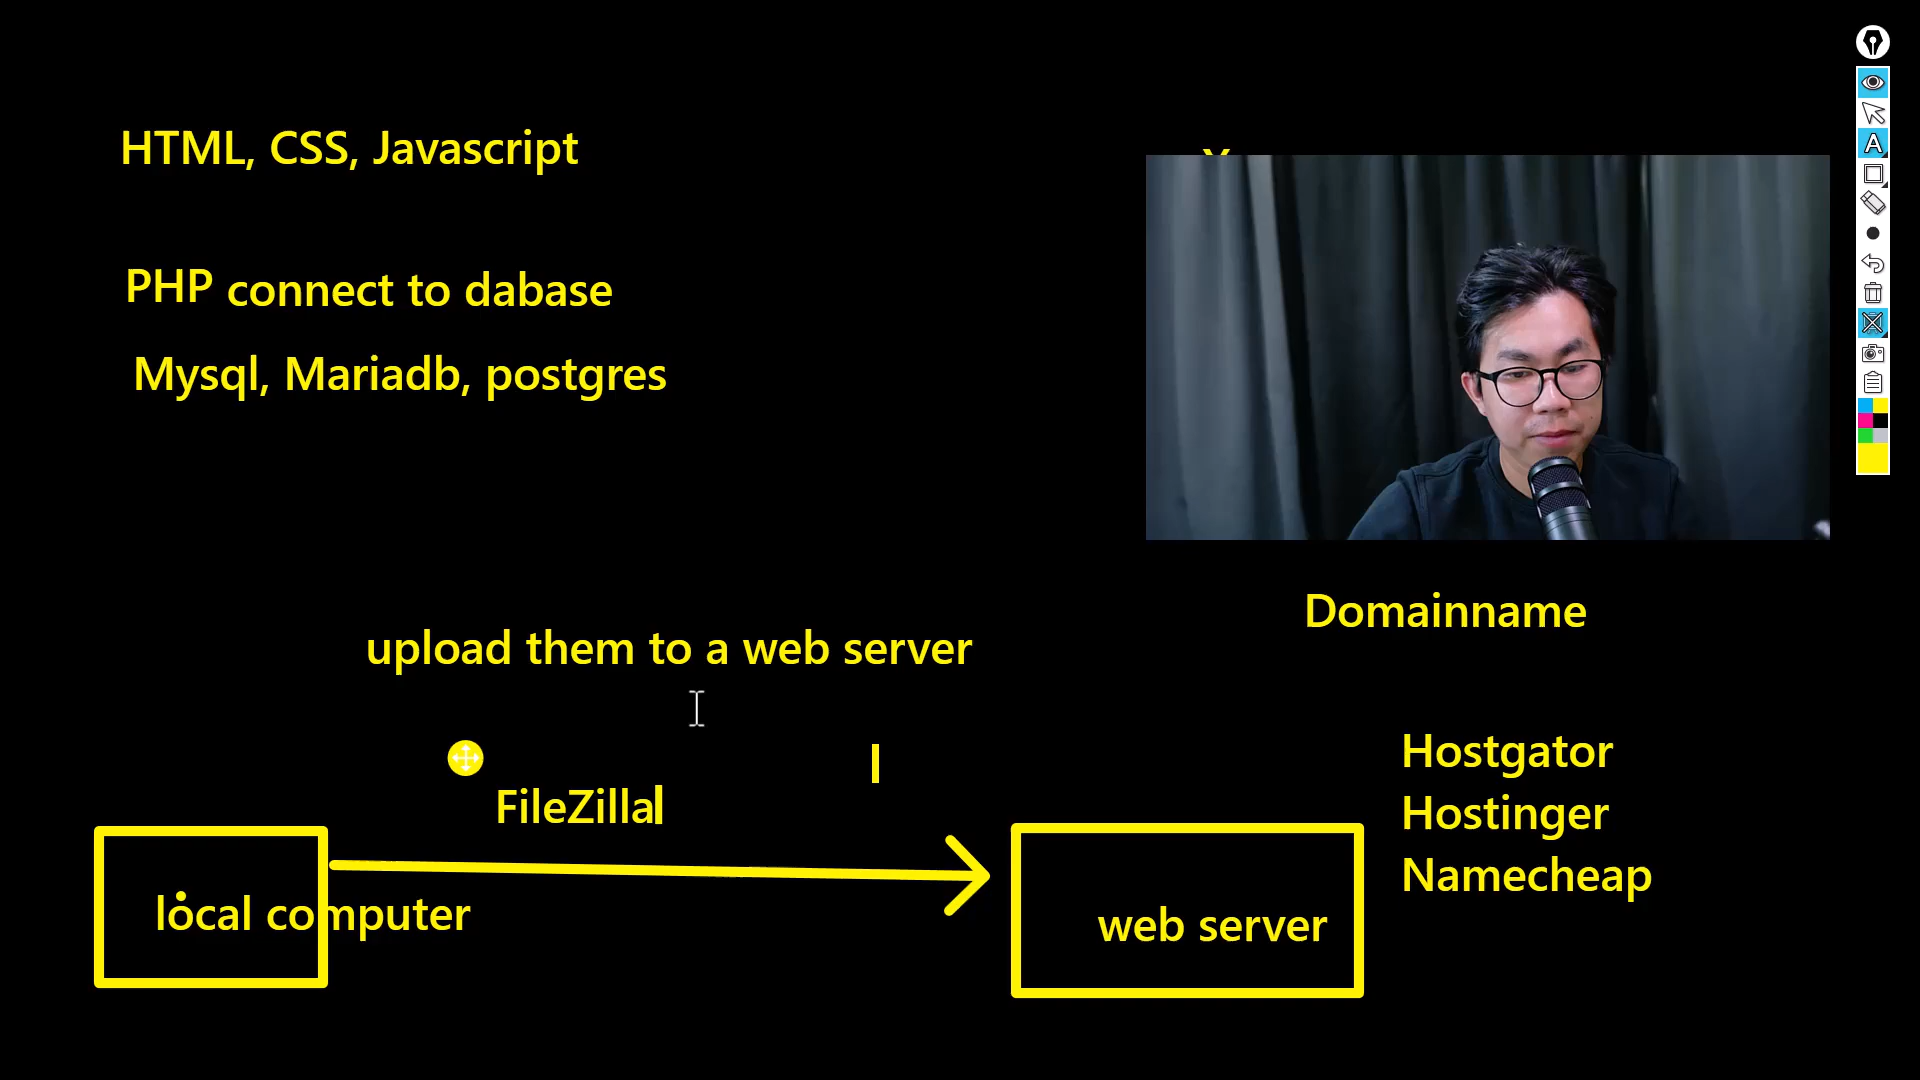 HTML, CSS, Javascript
PHP connect to dabase
Mysql, Mariadb, postgres
Domainname
upload them to a web server
FileZilla
Hostgator
Hostinger
Namecheap
local computer
web server